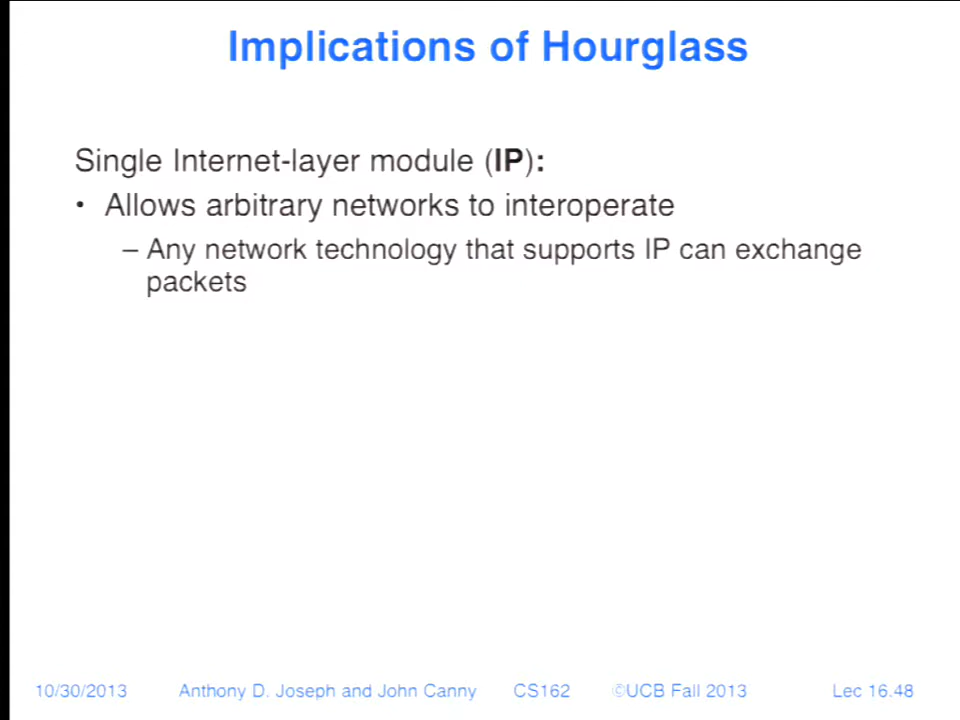 Implications of Hourglass
Single Internet-layer module (IP):
• Allows arbitrary networks to interoperate
– Any network technology that supports IP can exchange
packets
10/30/2013 Anthony D. Joseph and John Canny CS162 ©UCB Fall 2013 Lec 16.48